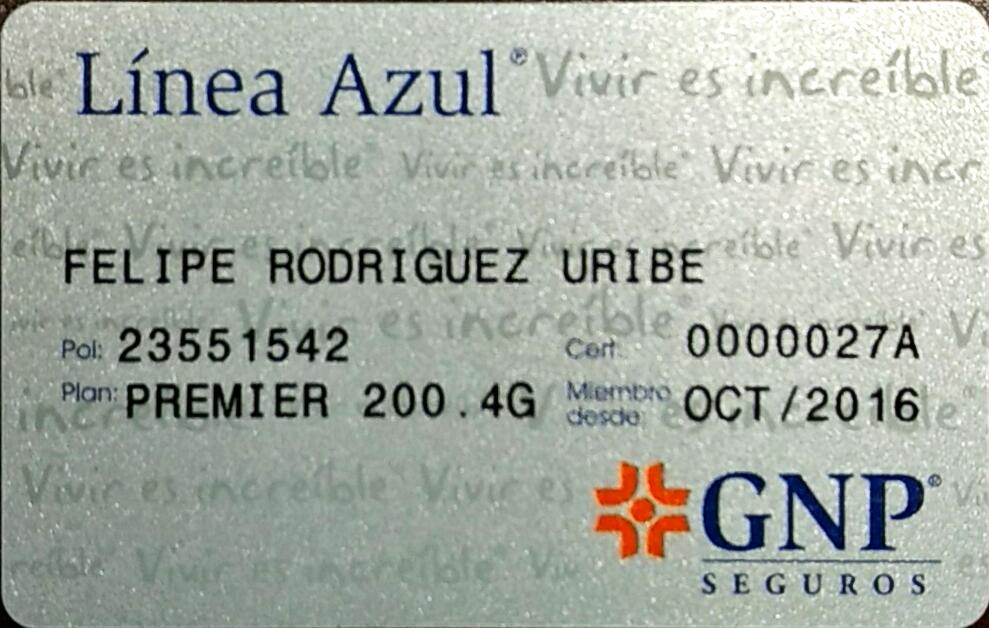 ble® Línea Azul® Vivir es increíble®
Vivir es increíble® Vivir es increíble® Vivir es incr
FELIPE RODRIGUEZ URIBE
Vivir es
es increíble
Pol: 23551542 Cert. 0000027A
Plan: PREMIER 200.4G Miembro desde: OCT/2016
Vivir es increíble Vivir es
GNP®
SEGUROS